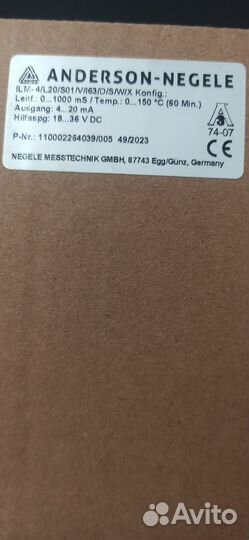 ANDERSON-NEGELE
ILM-4/L20/S01/V/I63/D/S/W/X Konfig.:
Leitf.: 0...1000 mS / Temp.: 0...150 °C (60 Min.)
Ausgang: 4...20 mA
Hilfsspg: 18...36 V DC
74-07
P-Nr.: 110002264039/005 49/2023
CE
NEGELE MESSTECHNIK GMBH, 87743 Egg/Günz, Germany
Avito